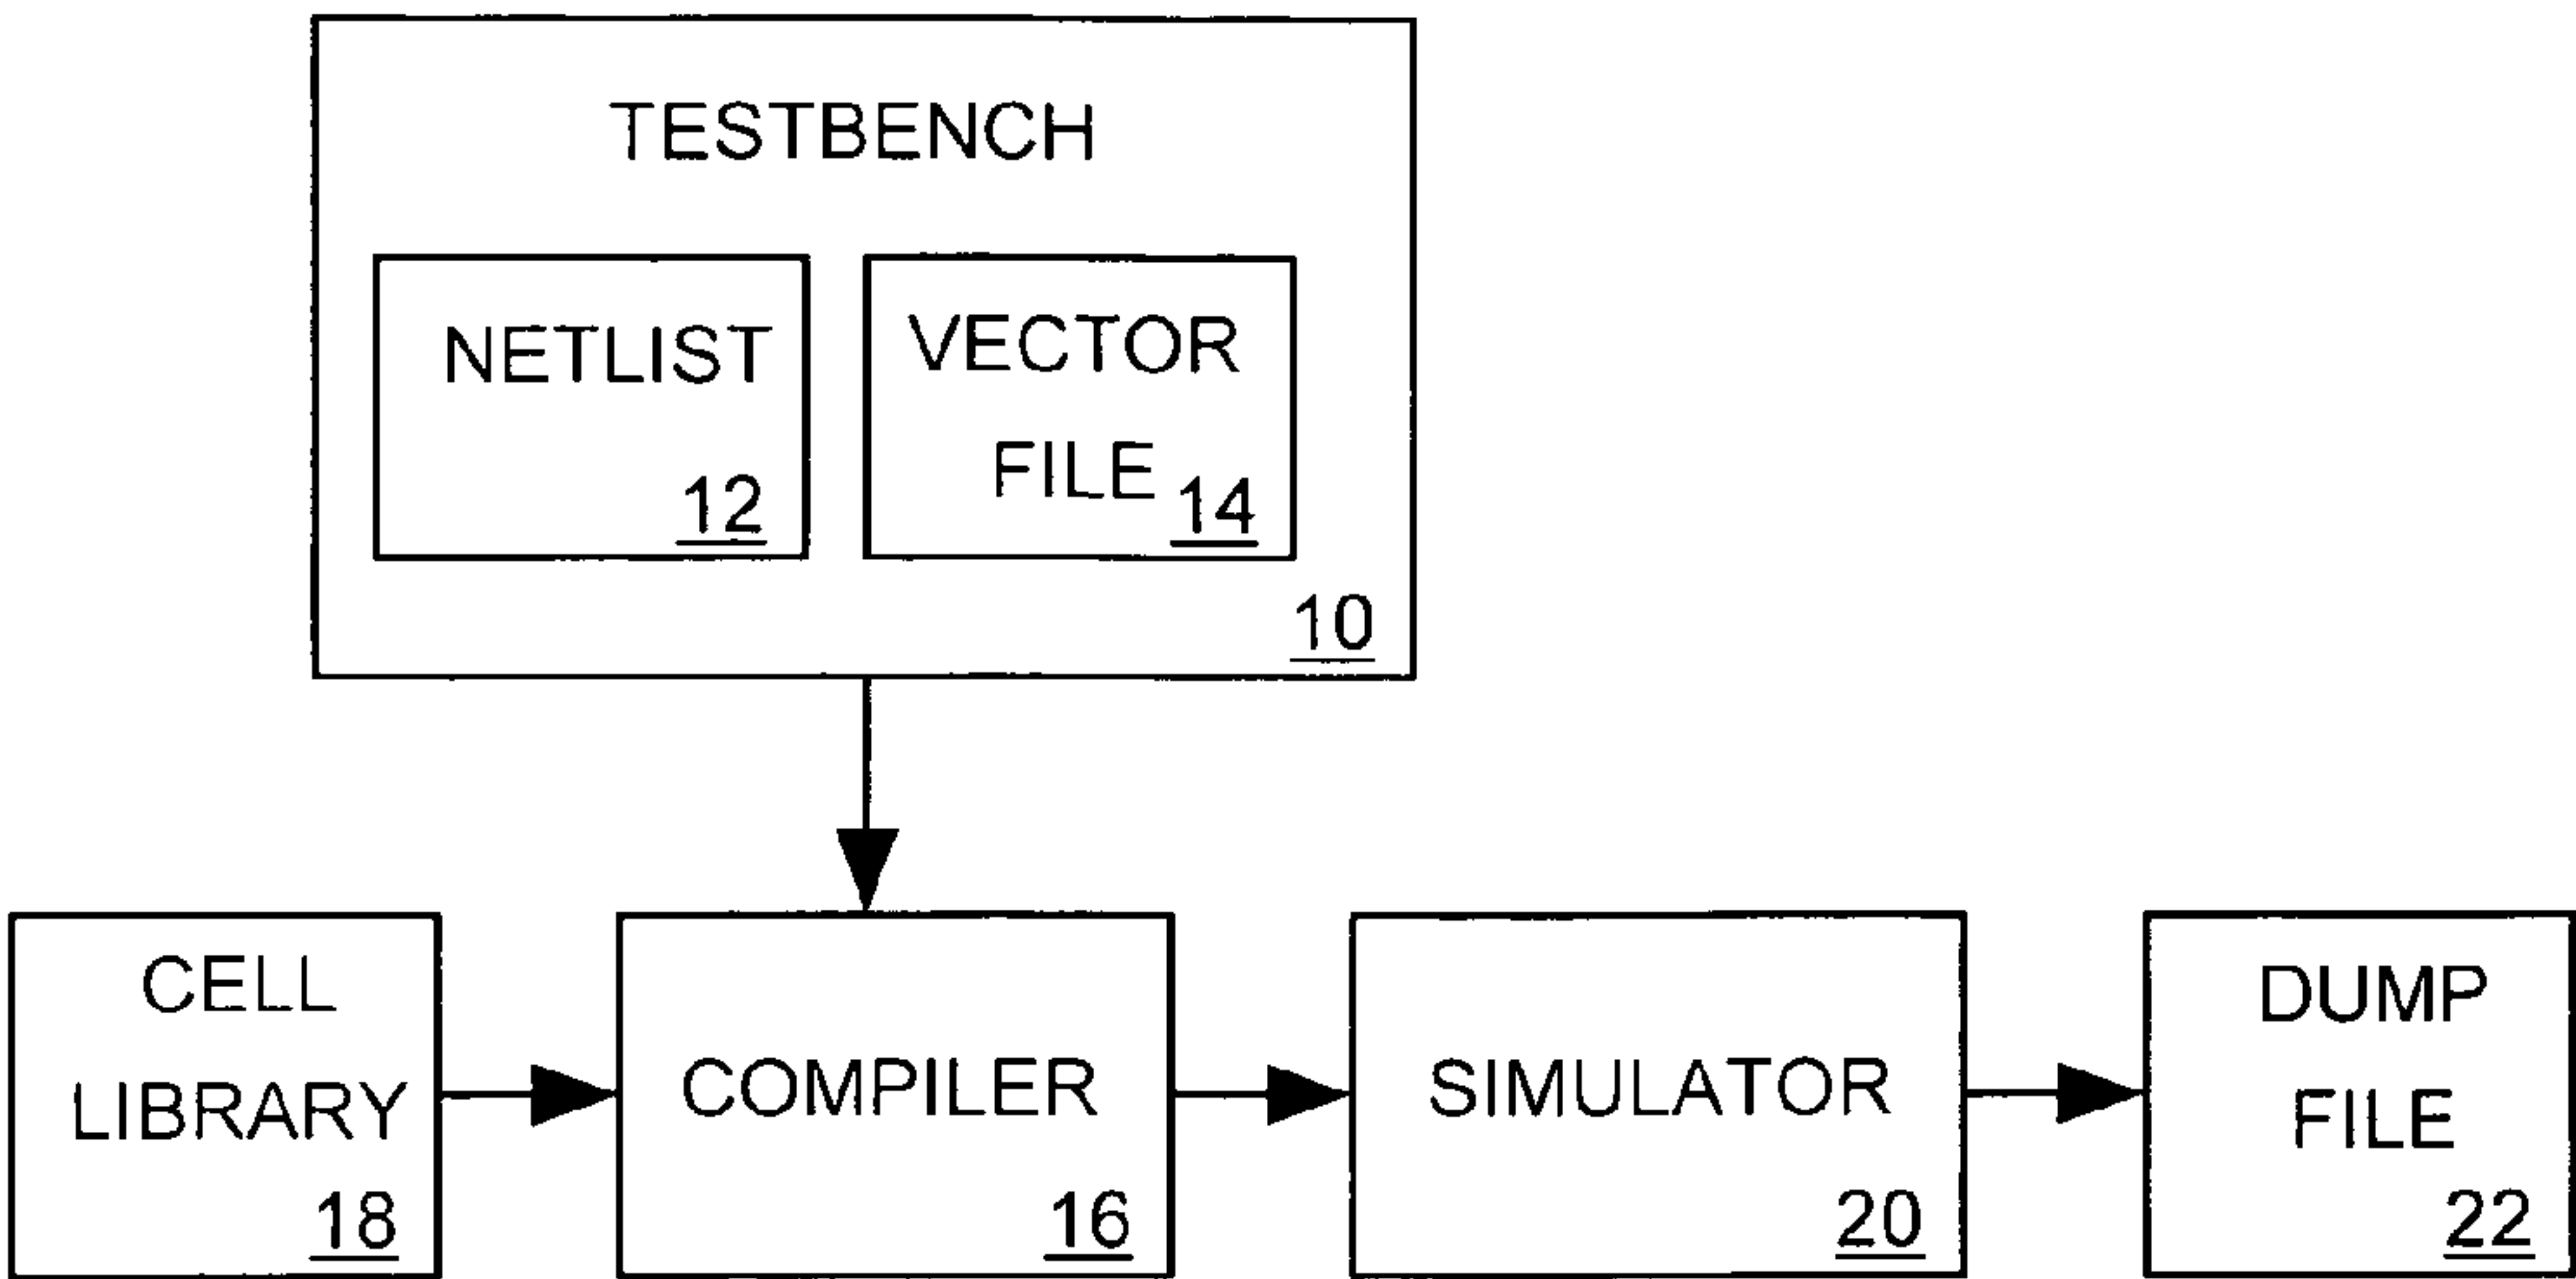 TESTBENCH
NETLIST
12
VECTOR
FILE
14
10
CELL
LIBRARY
18
COMPILER
16
SIMULATOR
20
DUMP
FILE
22